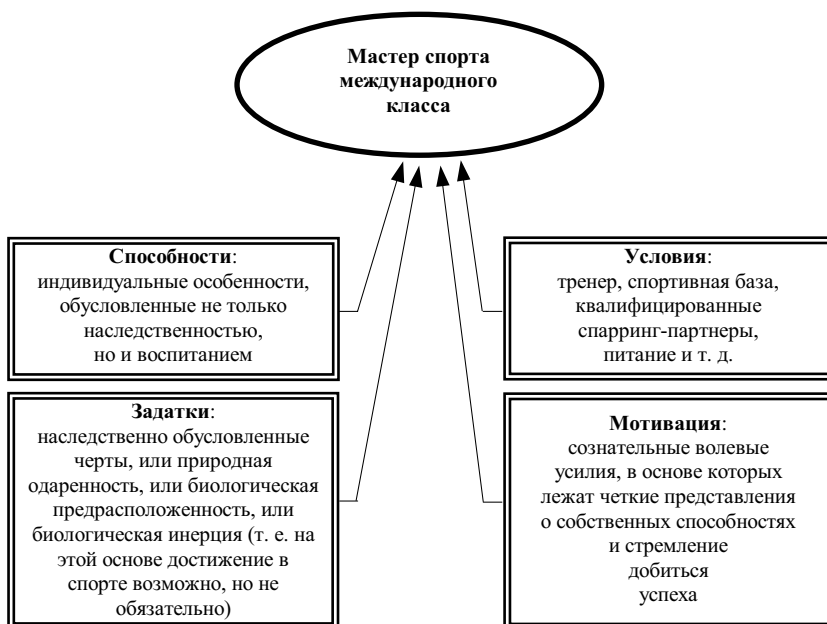 Мастер спорта
международного
класса
Способности:
индивидуальные особенности,
обусловленные не только
наследственностью,
но и воспитанием
Условия:
тренер, спортивная база,
квалифицированные
спарринг-партнеры,
питание и т. д.
Задатки:
наследственно обусловленные
черты, или природная
одаренность, или биологическая
предрасположенность, или
биологическая инерция (т. е. на
этой основе достижение в
спорте возможно, но не
обязательно)
Мотивация:
сознательные волевые
усилия, в основе которых
лежат четкие представления
о собственных способностях
и стремление
добиться
успеха